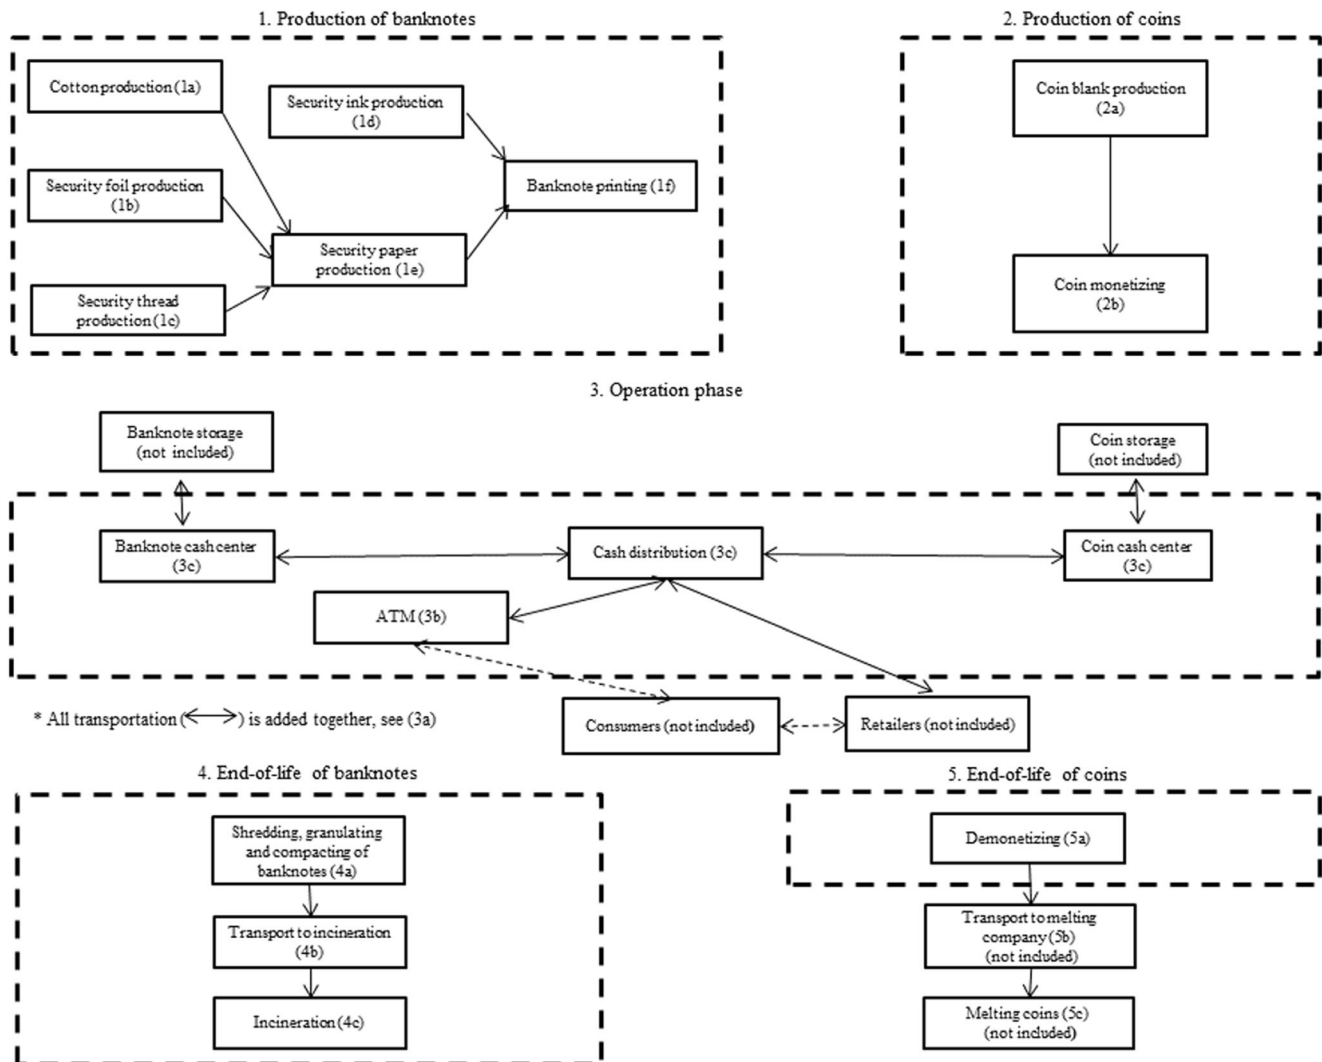 1. Production of banknotes
2. Production of coins
Cotton production (1a)
Security ink production
(1d)
Coin blank production
(2a)
Security foil production
(1b)
Banknote printing (1f)
Security paper
production (1e)
Security thread
production (1c)
Coin monetizing
(2b)
3. Operation phase
Banknote storage
(not included)
Coin storage
(not included)
Banknote cash center
(3c)
Cash distribution (3c)
Coin cash center
(3c)
ATM (3b)
Consumers (not included)
Retailers (not included)
* All transportation (⟷) is added together, see (3a)
4. End-of-life of banknotes
5. End-of-life of coins
Shredding, granulating
and compacting of
banknotes (4a)
Demonetizing (5a)
Transport to incineration
(4b)
Transport to melting
company (5b)
(not included)
Incineration (4c)
Melting coins (5c)
(not included)